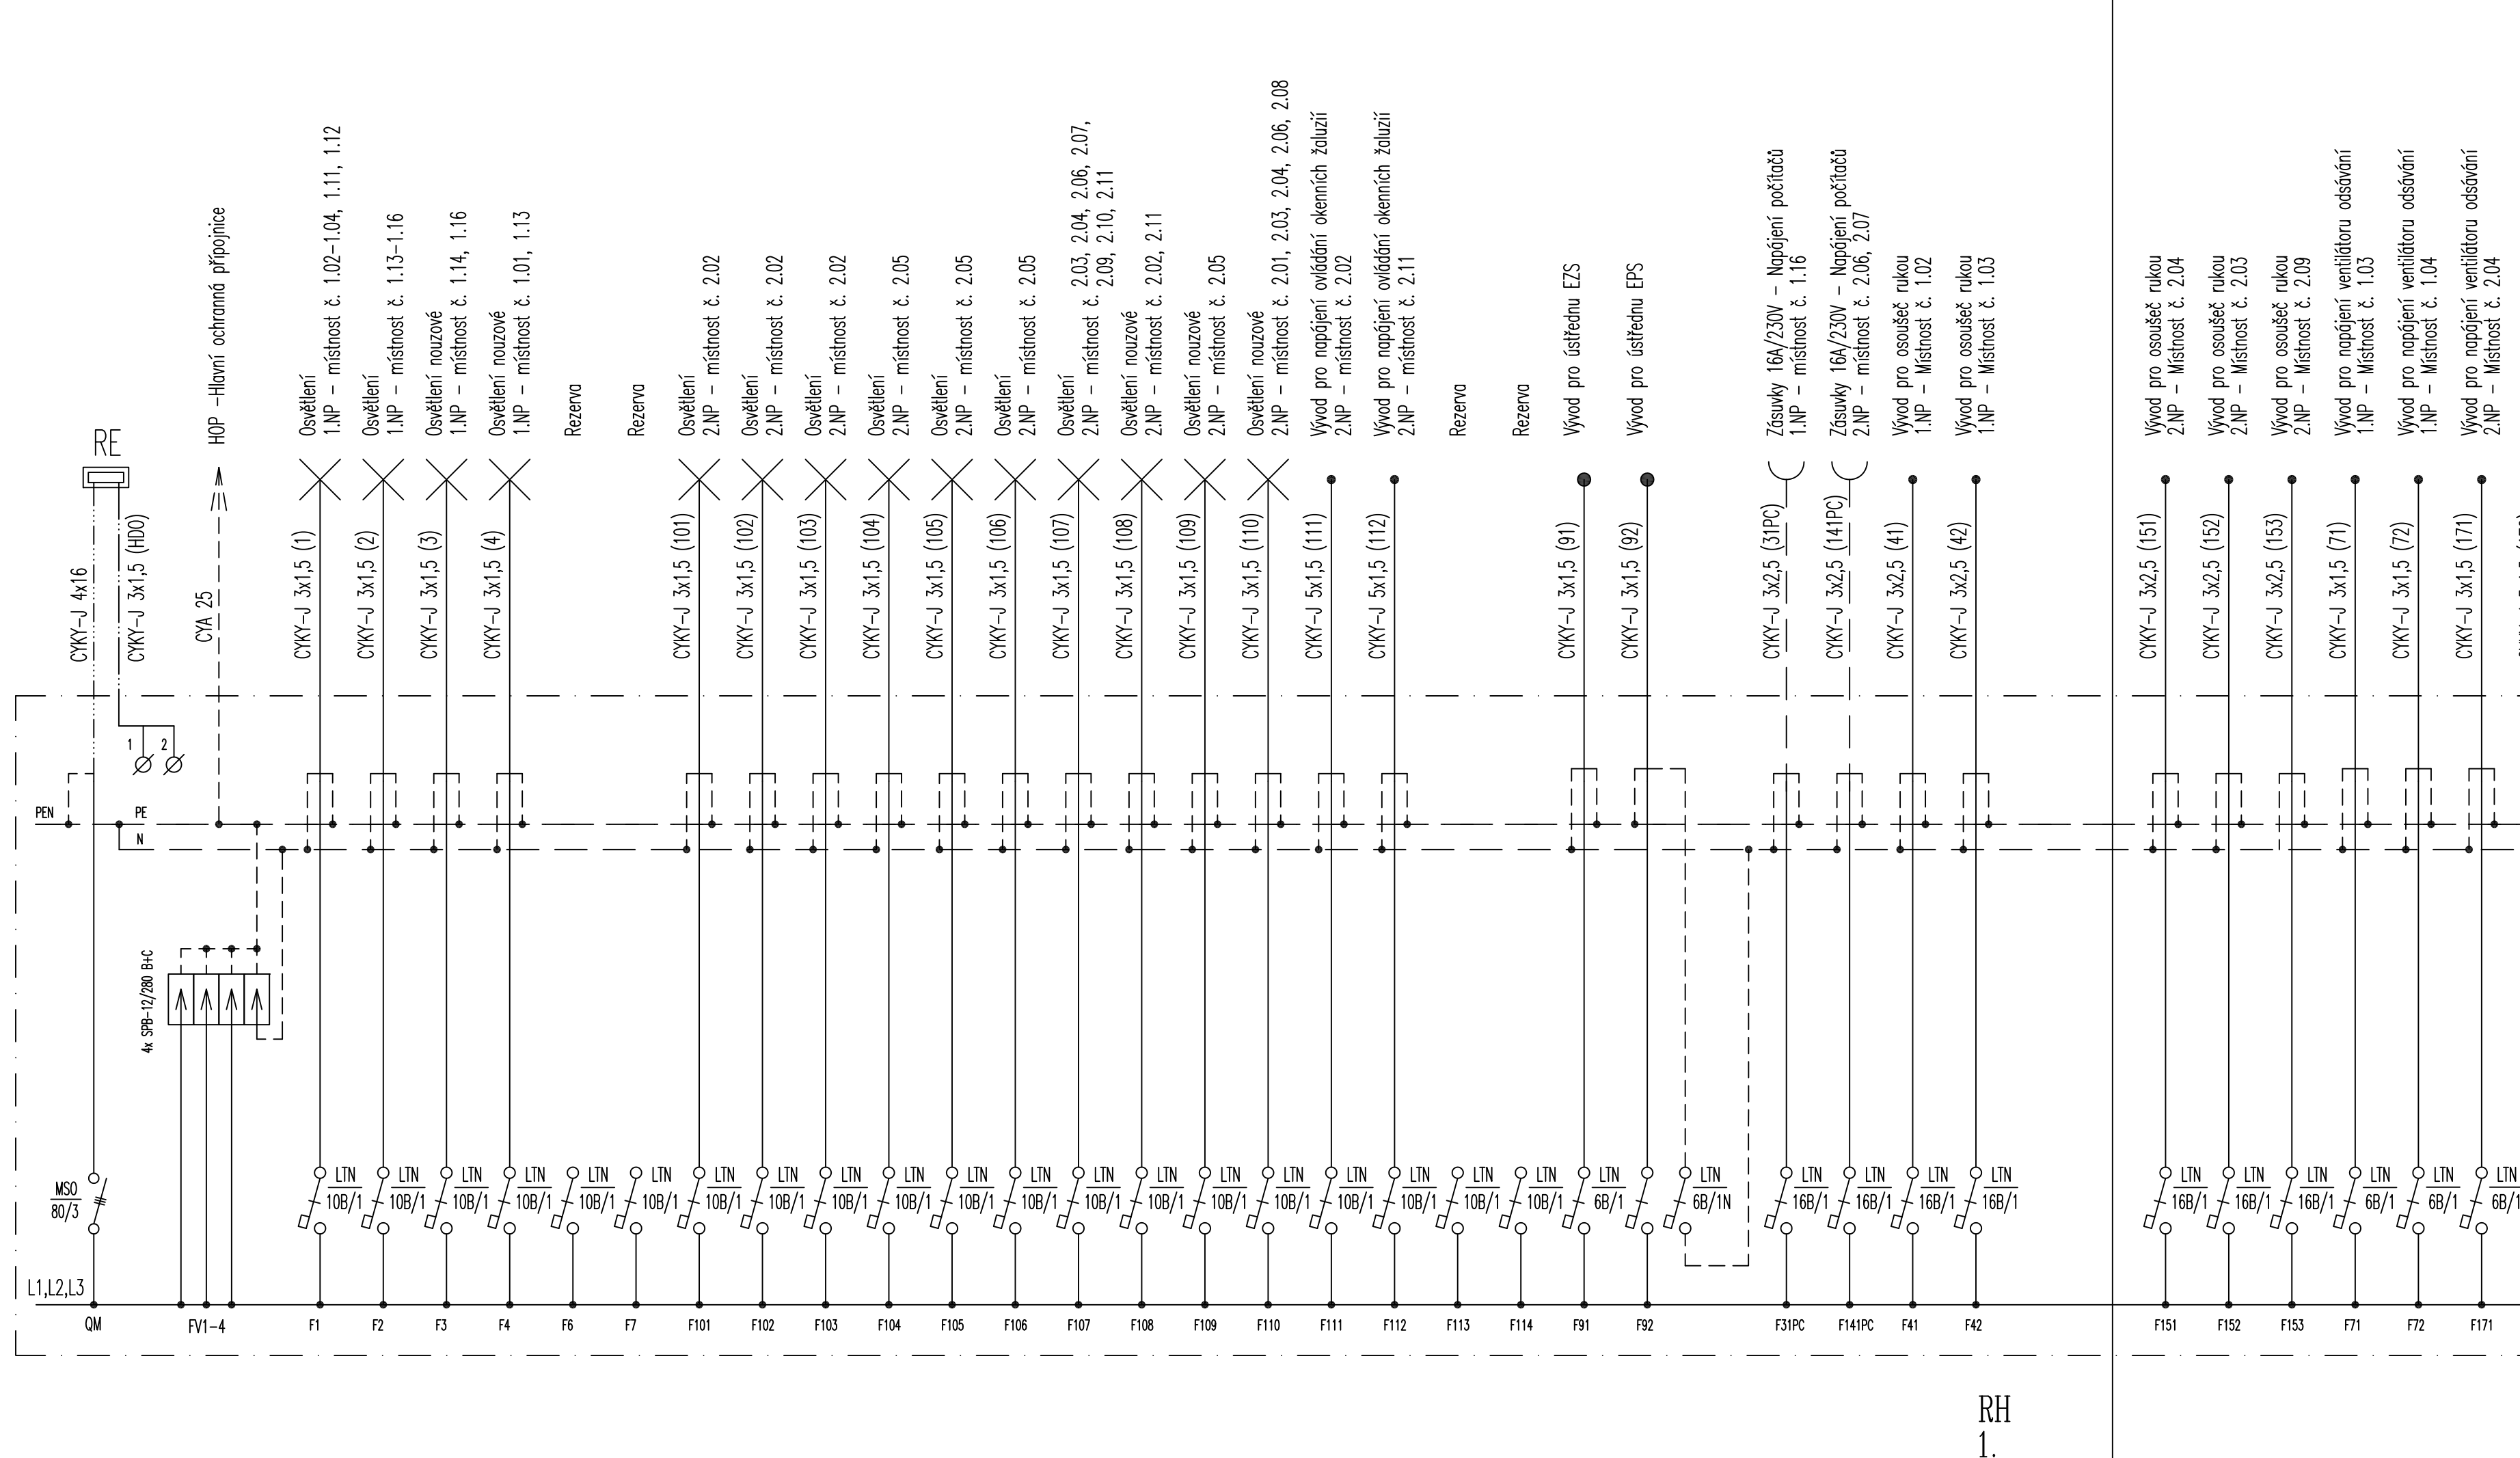 RE
CYKY-J 4x16
CYKY-J 3x1,5 (HDO)
CYA 25
HOP -Hlavní ochranná přípojnice
Osvětlení
1.NP - místnost č. 1.02-1.04, 1.11, 1.12
CYKY-J 3x1,5 (1)
Osvětlení
1.NP - místnost č. 1.13-1.16
CYKY-J 3x1,5 (2)
Osvětlení nouzové
1.NP - místnost č. 1.14, 1.16
CYKY-J 3x1,5 (3)
Osvětlení nouzové
1.NP - místnost č. 1.01, 1.13
CYKY-J 3x1,5 (4)
Rezerva
Rezerva
Osvětlení
2.NP - místnost č. 2.02
CYKY-J 3x1,5 (101)
Osvětlení
2.NP - místnost č. 2.02
CYKY-J 3x1,5 (102)
Osvětlení
2.NP - místnost č. 2.02
CYKY-J 3x1,5 (103)
Osvětlení
2.NP - místnost č. 2.05
CYKY-J 3x1,5 (104)
Osvětlení
2.NP - místnost č. 2.05
CYKY-J 3x1,5 (105)
Osvětlení
2.NP - místnost č. 2.05
CYKY-J 3x1,5 (106)
Osvětlení
2.NP - místnost č. 2.03, 2.04, 2.06, 2.07,
2.09, 2.10, 2.11
CYKY-J 3x1,5 (107)
Osvětlení nouzové
2.NP - místnost č. 2.02, 2.11
CYKY-J 3x1,5 (108)
Osvětlení nouzové
2.NP - místnost č. 2.05
CYKY-J 3x1,5 (109)
Osvětlení nouzové
2.NP - místnost č. 2.01, 2.03, 2.04, 2.06, 2.08
CYKY-J 3x1,5 (110)
Vývod pro napájení ovládání okenních žaluzií
2.NP - místnost č. 2.02
CYKY-J 5x1,5 (111)
Vývod pro napájení ovládání okenních žaluzií
2.NP - místnost č. 2.11
CYKY-J 5x1,5 (112)
Rezerva
Rezerva
Vývod pro ústřednu EZS
CYKY-J 3x1,5 (91)
Vývod pro ústřednu EPS
CYKY-J 3x1,5 (92)
Zásuvky 16A/230V - Napájení počítačů
1.NP - místnost č. 1.16
CYKY-J 3x2,5 (31PC)
Zásuvky 16A/230V - Napájení počítačů
2.NP - místnost č. 2.06, 2.07
CYKY-J 3x2,5 (141PC)
Vývod pro osoušeč rukou
1.NP - Místnost č. 1.02
CYKY-J 3x2,5 (41)
Vývod pro osoušeč rukou
1.NP - Místnost č. 1.03
CYKY-J 3x2,5 (42)
Vývod pro osoušeč rukou
2.NP - Místnost č. 2.04
CYKY-J 3x2,5 (151)
Vývod pro osoušeč rukou
2.NP - Místnost č. 2.03
CYKY-J 3x2,5 (152)
Vývod pro osoušeč rukou
2.NP - Místnost č. 2.09
CYKY-J 3x2,5 (153)
Vývod pro napájení ventilátoru odsávání
1.NP - Místnost č. 1.03
CYKY-J 3x1,5 (71)
Vývod pro napájení ventilátoru odsávání
1.NP - Místnost č. 1.04
CYKY-J 3x1,5 (72)
Vývod pro napájení ventilátoru odsávání
2.NP - Místnost č. 2.04
CYKY-J 3x1,5 (171)
1 2
PEN PE
N
4x SPB-12/280 B+C
MSO
80/3
LTN
10B/1
LTN
10B/1
LTN
10B/1
LTN
10B/1
LTN
10B/1
LTN
10B/1
LTN
10B/1
LTN
10B/1
LTN
10B/1
LTN
10B/1
LTN
10B/1
LTN
10B/1
LTN
10B/1
LTN
10B/1
LTN
10B/1
LTN
10B/1
LTN
10B/1
LTN
10B/1
LTN
10B/1
LTN
10B/1
LTN
6B/1
LTN
6B/1N
LTN
16B/1
LTN
16B/1
LTN
16B/1
LTN
16B/1
LTN
16B/1
LTN
16B/1
LTN
16B/1
LTN
6B/1
LTN
6B/1
LTN
6B/1
L1,L2,L3
QM FV1-4 F1 F2 F3 F4 F6 F7 F101 F102 F103 F104 F105 F106 F107 F108 F109 F110 F111 F112 F113 F114 F91 F92 F31PC F141PC F41 F42 F151 F152 F153 F71 F72 F171
RH
1.